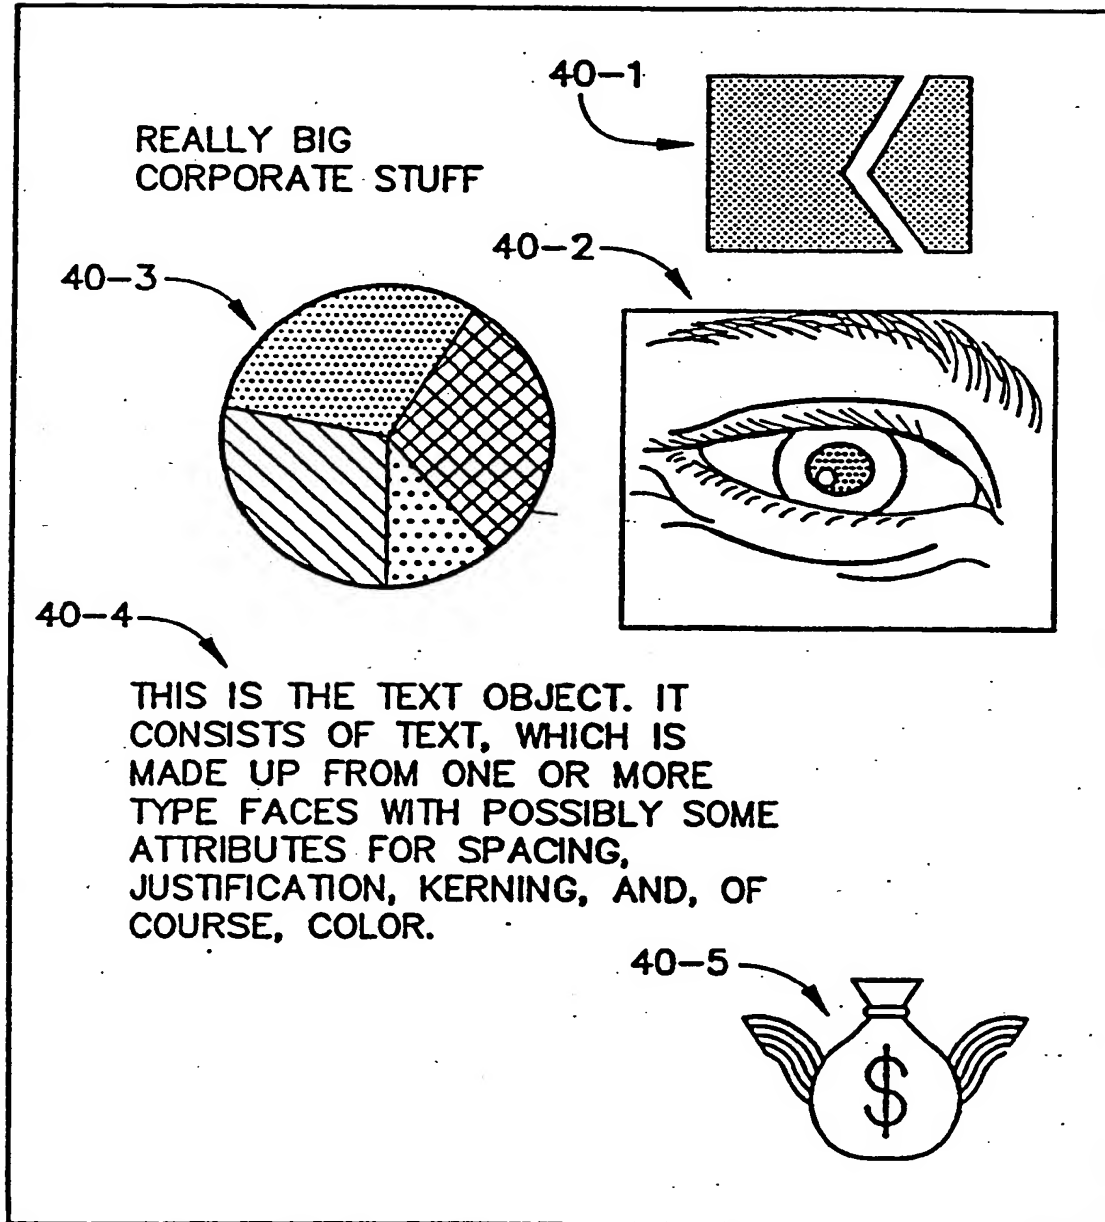 40-1
REALLY BIG
CORPORATE STUFF
40-2
40-3
40-4
THIS IS THE TEXT OBJECT. IT
CONSISTS OF TEXT, WHICH IS
MADE UP FROM ONE OR MORE
TYPE FACES WITH POSSIBLY SOME
ATTRIBUTES FOR SPACING,
JUSTIFICATION, KERNING, AND, OF
COURSE, COLOR.
40-5
$